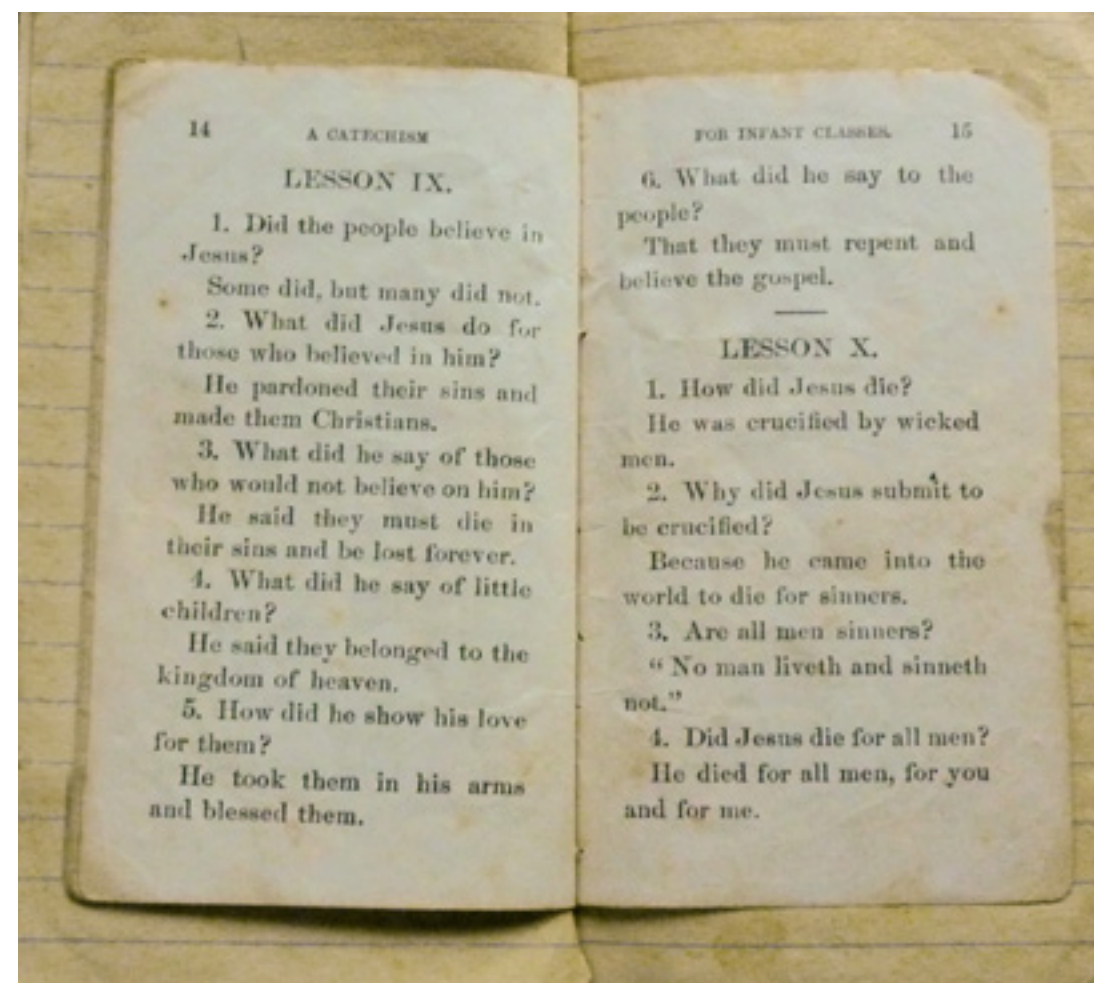 14 A CATECHISM
LESSON IX.
1. Did the people believe in
Jesus?
Some did, but many did not.
2. What did Jesus do for
those who believed in him?
He pardoned their sins and
made them Christians.
3. What did he say of those
who would not believe on him?
He said they must die in
their sins and be lost forever.
4. What did he say of little
children?
He said they belonged to the
kingdom of heaven.
5. How did he show his love
for them?
He took them in his arms
and blessed them.
FOR INFANT CLASSES. 15
6. What did he say to the
people?
That they must repent and
believe the gospel.
LESSON X.
1. How did Jesus die?
He was crucified by wicked
men.
2. Why did Jesus submit to
be crucified?
Because he came into the
world to die for sinners.
3. Are all men sinners?
“No man liveth and sinneth
not.”
4. Did Jesus die for all men?
He died for all men, for you
and for me.